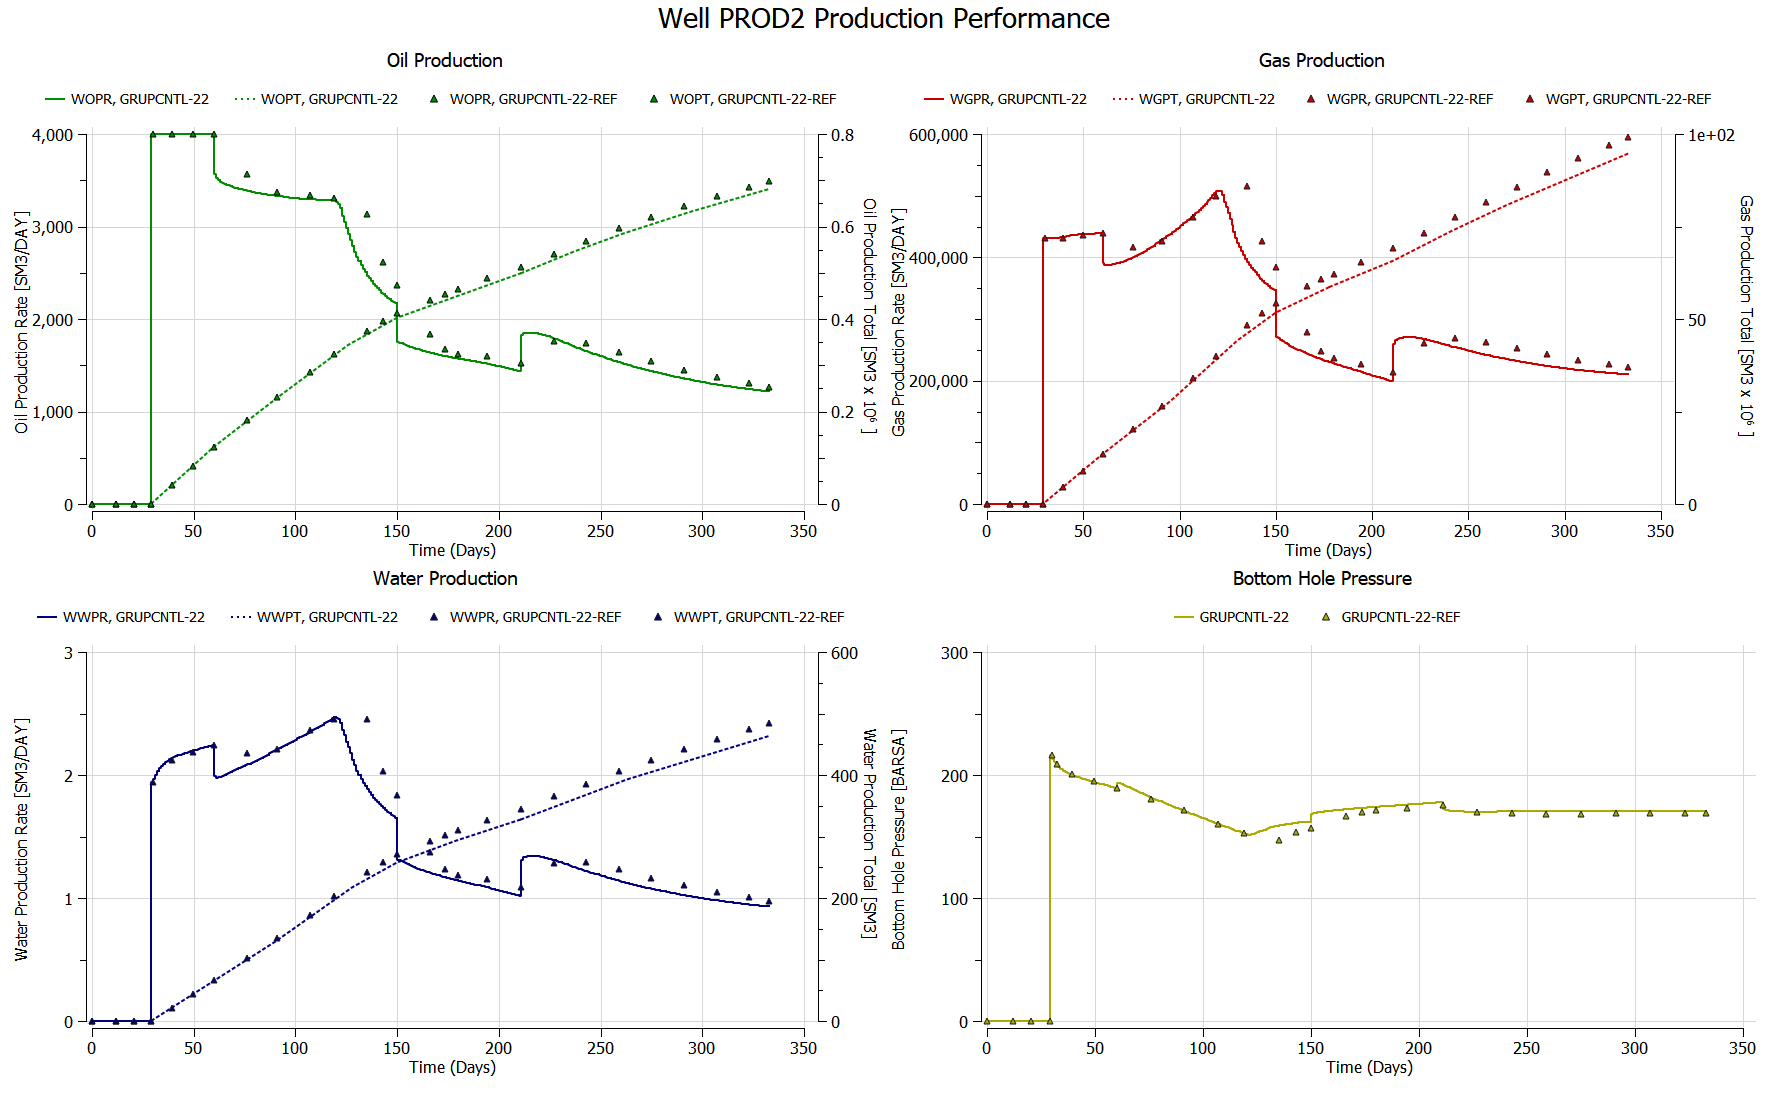 Well PROD2 Production Performance
Oil Production
WOPR, GRUPCNTL-22 WOPT, GRUPCNTL-22 WOPR, GRUPCNTL-22-REF WOPT, GRUPCNTL-22-REF
4,000
3,000
2,000
1,000
0
Oil Production Rate [SM3/DAY]
0.8
0.6
0.4
0.2
0
Oil Production Total [SM3 x 10⁶ ]
0 50 100 150 200 250 300 350
Time (Days)
Gas Production
WGPR, GRUPCNTL-22 WGPT, GRUPCNTL-22 WGPR, GRUPCNTL-22-REF WGPT, GRUPCNTL-22-REF
600,000
400,000
200,000
0
Gas Production Rate [SM3/DAY]
1e+02
50
0
Gas Production Total [SM3 x 10⁶ ]
0 50 100 150 200 250 300 350
Time (Days)
Water Production
WWPR, GRUPCNTL-22 WWPT, GRUPCNTL-22 WWPR, GRUPCNTL-22-REF WWPT, GRUPCNTL-22-REF
3
2
1
0
Water Production Rate [SM3/DAY]
600
400
200
0
Water Production Total [SM3]
0 50 100 150 200 250 300 350
Time (Days)
Bottom Hole Pressure
GRUPCNTL-22 GRUPCNTL-22-REF
300
200
100
0
Bottom Hole Pressure [BARSA]
0 50 100 150 200 250 300 350
Time (Days)